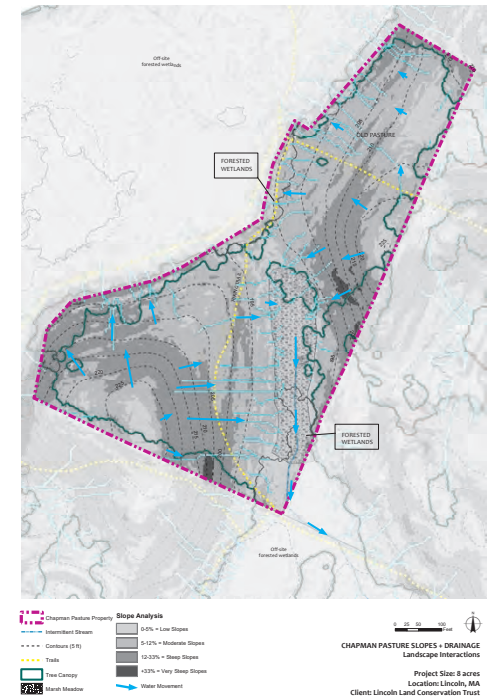 Off-site
forested wetlands
OLD PASTURE
FORESTED
WETLANDS
FORESTED
WETLANDS
Off-site
forested wetlands
Chapman Pasture Property
Intermittent Stream
Contours (5 ft)
Trails
Tree Canopy
Marsh Meadow
Slope Analysis
0-5% = Low Slopes
5-12% = Moderate Slopes
12-33% = Steep Slopes
+33% = Very Steep Slopes
Water Movement
0 25 50 100
Feet
CHAPMAN PASTURE SLOPES + DRAINAGE
Landscape Interactions
Project Size: 8 acres
Location: Lincoln, MA
Client: Lincoln Land Conservation Trust